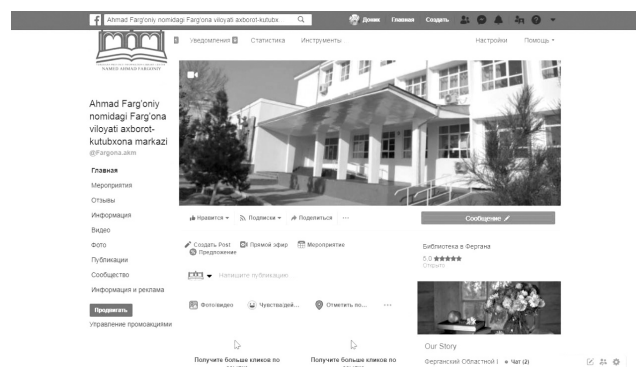 Ahmad Farg'oniy nomidagi Farg'ona viloyati axborot-kutubx...
Домик Главная Создать
Уведомления Статистика Инструменты ...
Настройки Помощь
NAMED AHMAD FARGONIY
Ahmad Farg'oniy
nomidagi Farg'ona
viloyati axborot-
kutubxona markazi
@Fargona.akm
Главная
Мероприятия
Отзывы
Информация
Видео
Фото
Публикации
Сообщество
Информация и реклама
Продвигать
Управление промоакциями
Нравится Подписки Поделиться ...
Сообщение
Создать Post Прямой эфир Мероприятие
Предложение
Напишите публикацию...
Фото/видео Чувства/дей... Отметить по... ...
Получите больше кликов по
Получите больше кликов по
Библиотека в Фергана
5.0 ★★★★★
Открыто
Our Story
Ферганский Областной І
Чат (2)